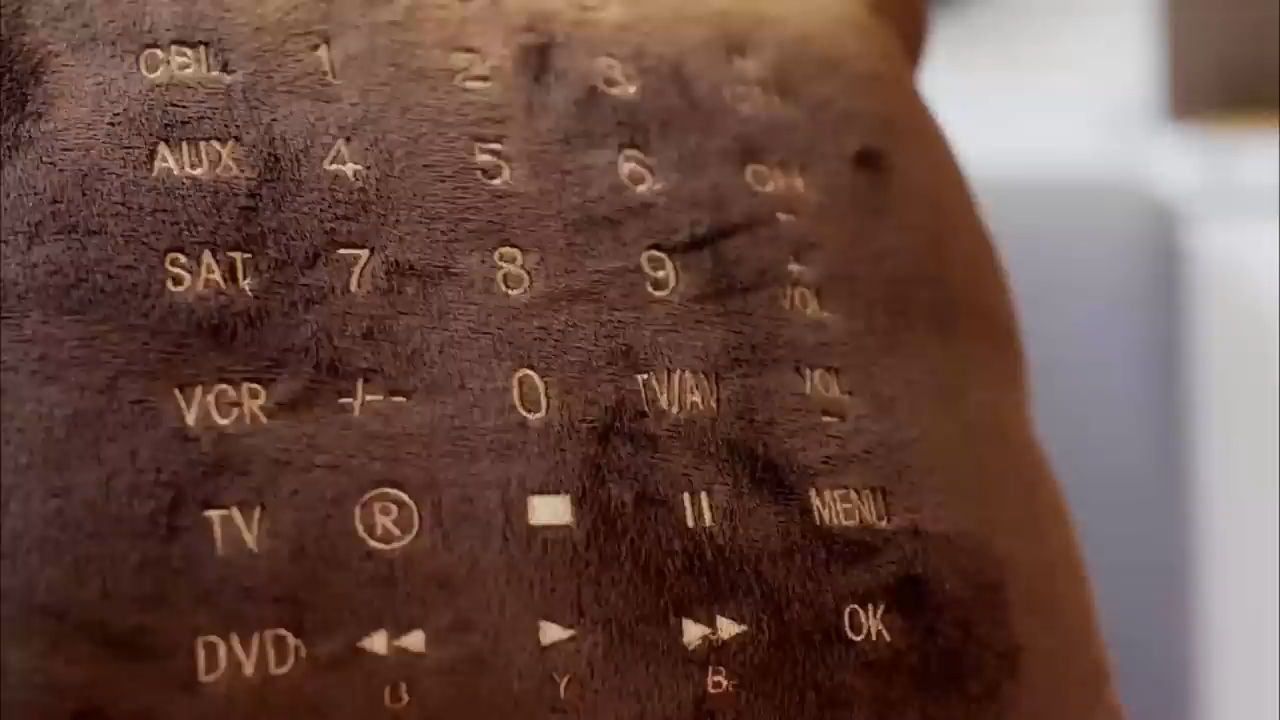 CBL 1 2 3
AUX 4 5 6 CH
SAT 7 8 9 VOL
VCR -/-- 0 TV/AV VOL
TV ® MENU
DVD OK
Y B